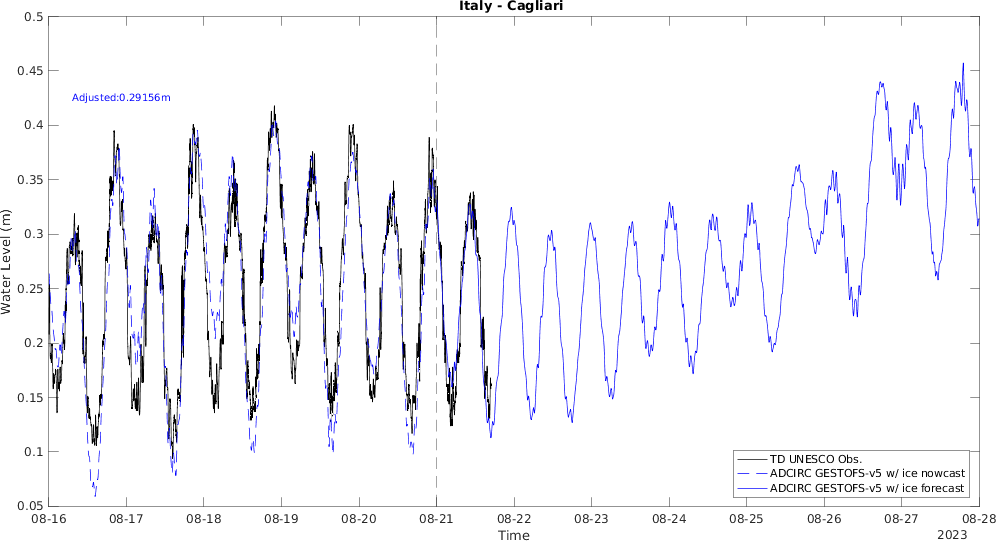 Italy - Cagliari
0.5
0.45
0.4
0.35
0.3
0.25
0.2
0.15
0.1
0.05
Water Level (m)
Adjusted:0.29156m
TD UNESCO Obs.
ADCIRC GESTOFS-v5 w/ ice nowcast
ADCIRC GESTOFS-v5 w/ ice forecast
08-16 08-17 08-18 08-19 08-20 08-21 08-22 08-23 08-24 08-25 08-26 08-27 08-28
Time
2023